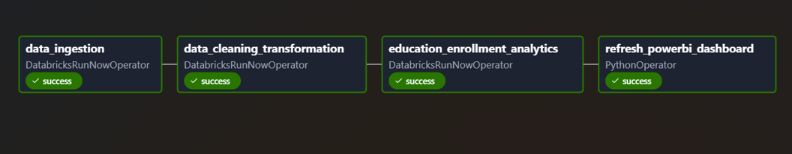 data_ingestion
DatabricksRunNowOperator
success
data_cleaning_transformation
DatabricksRunNowOperator
success
education_enrollment_analytics
DatabricksRunNowOperator
success
refresh_powerbi_dashboard
PythonOperator
success